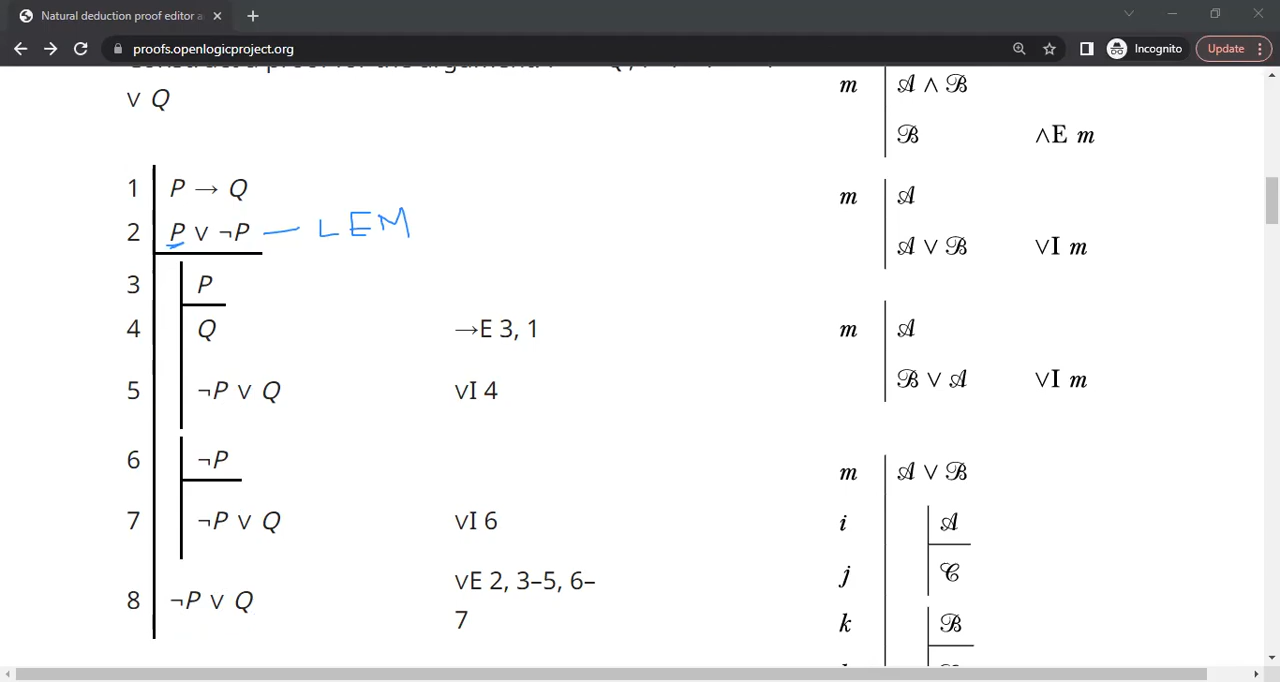 Natural deduction proof editor a
proofs.openlogicproject.org
Incognito
Update
∨ Q
1 P → Q
2 P ∨ ¬P — LEM
3 P
4 Q →E 3, 1
5 ¬P ∨ Q ∨I 4
6 ¬P
7 ¬P ∨ Q ∨I 6
8 ¬P ∨ Q ∨E 2, 3–5, 6–
7
m 𝒜 ∧ ℬ
ℬ ∧E m
m 𝒜
𝒜 ∨ ℬ ∨I m
m 𝒜
ℬ ∨ 𝒜 ∨I m
m 𝒜 ∨ ℬ
i 𝒜
j 𝒞
k ℬ